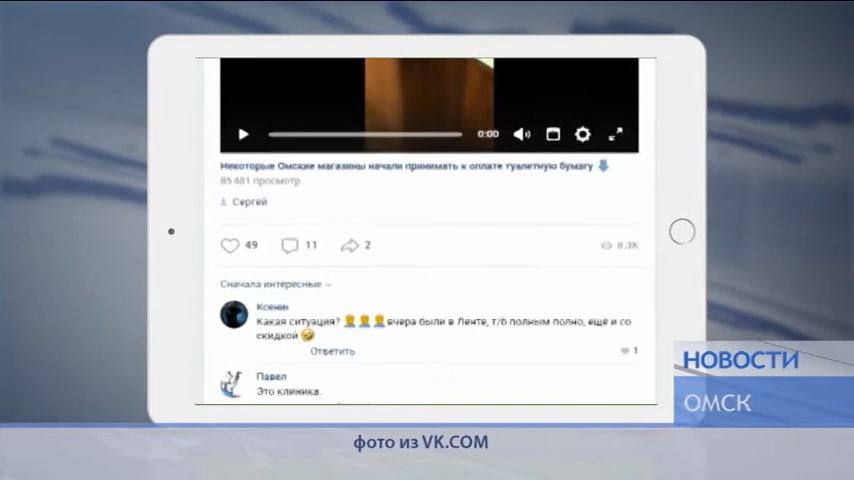 0:00
Некоторые Омские магазины начали принимать к оплате туалетную бумагу
85 481 просмотр
Сергей
49 11 2 8.3K
Сначала интересные
Ксения
Какая ситуация? вчера были в Ленте, т/б полным полно, ещё и со
скидкой
Ответить 1
Павел
Это клиника.
НОВОСТИ
ОМСК
фото из VK.COM